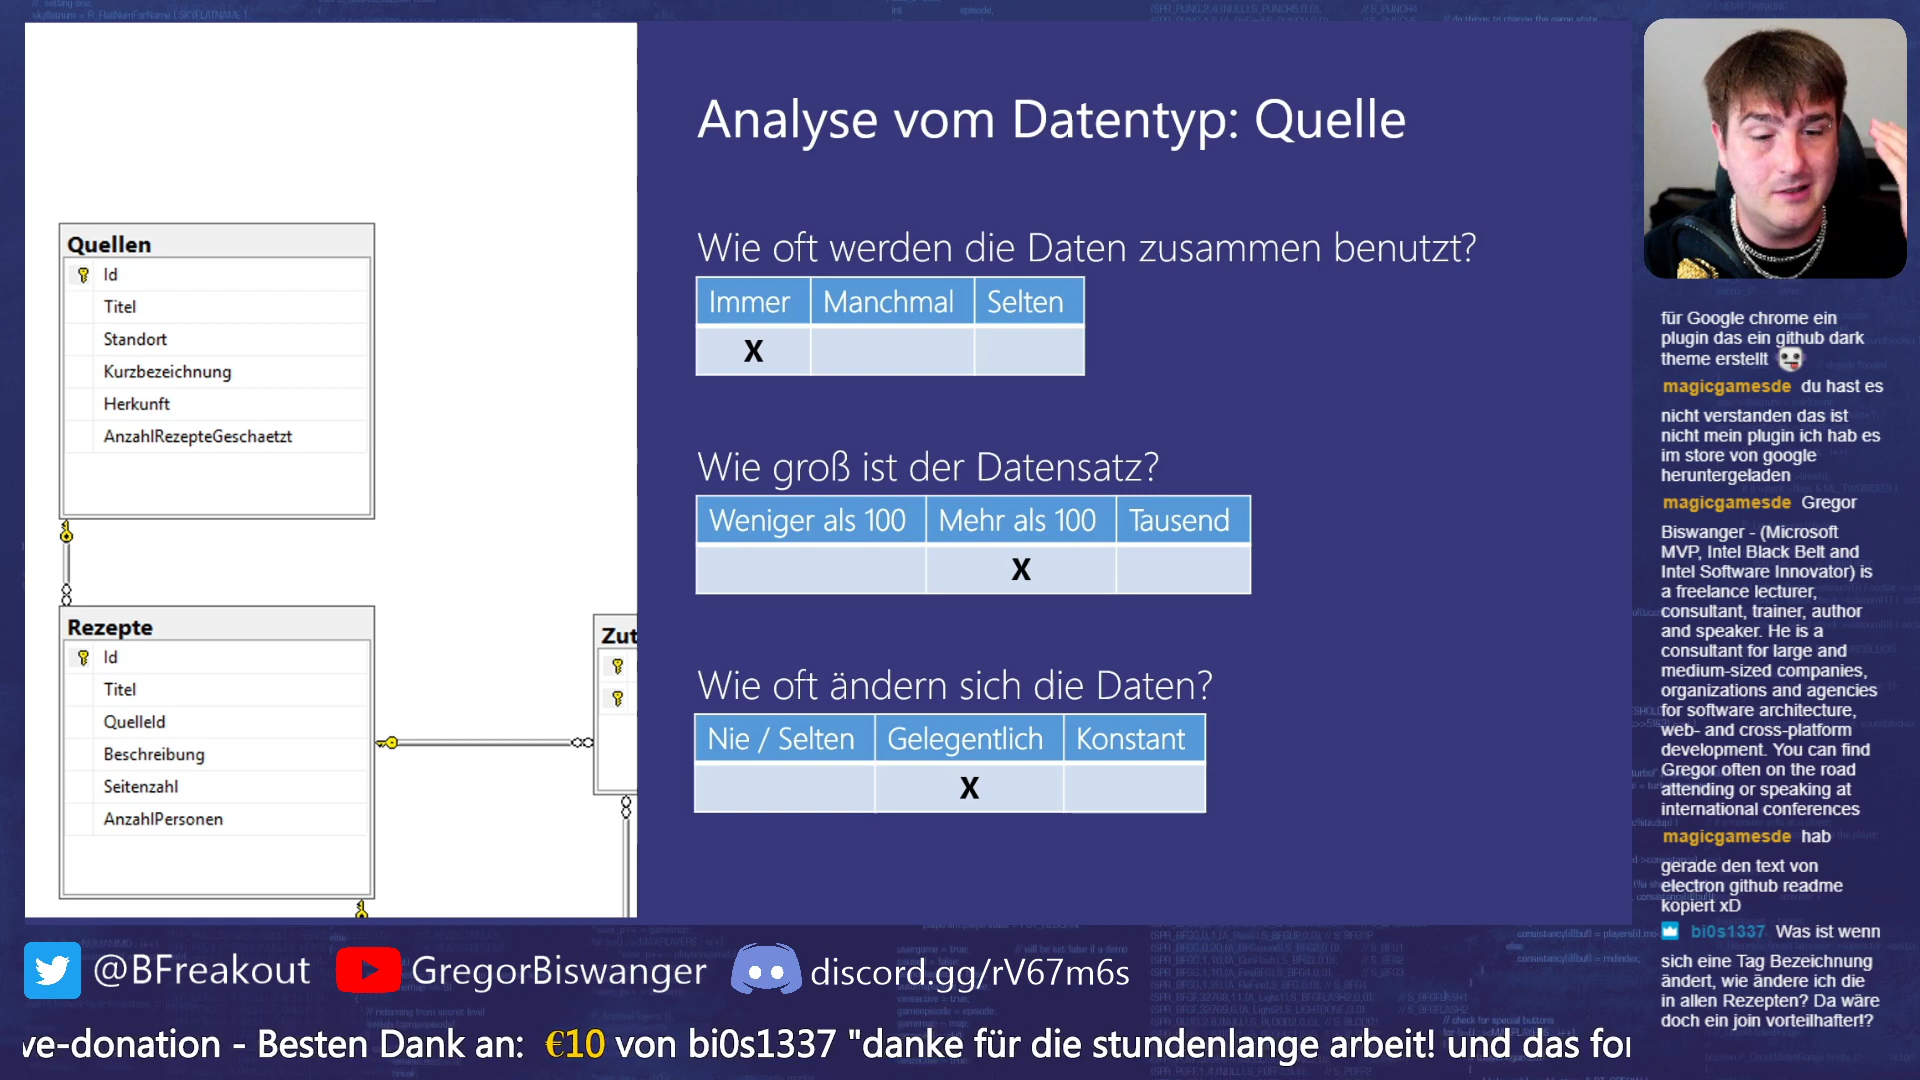 Analyse vom Datentyp: Quelle
Quellen
Id
Titel
Standort
Kurzbezeichnung
Herkunft
AnzahlRezepteGeschaetzt
Rezepte
Id
Titel
QuelleId
Beschreibung
Seitenzahl
AnzahlPersonen
Zut
Wie oft werden die Daten zusammen benutzt?
Immer Manchmal Selten
X
Wie groß ist der Datensatz?
Weniger als 100 Mehr als 100 Tausend
X
Wie oft ändern sich die Daten?
Nie / Selten Gelegentlich Konstant
X
für Google chrome ein
plugin das ein github dark
theme erstellt
magicgamesde du hast es
nicht verstanden das ist
nicht mein plugin ich hab es
im store von google
heruntergeladen
magicgamesde Gregor
Biswanger - (Microsoft
MVP, Intel Black Belt and
Intel Software Innovator) is
a freelance lecturer,
consultant, trainer, author
and speaker. He is a
consultant for large and
medium-sized companies,
organizations and agencies
for software architecture,
web- and cross-platform
development. You can find
Gregor often on the road
attending or speaking at
international conferences
magicgamesde hab
gerade den text von
electron github readme
kopiert xD
bi0s1337 Was ist wenn
sich eine Tag Bezeichnung
ändert, wie ändere ich die
in allen Rezepten? Da wäre
doch ein join vorteilhafter!?
@BFreakout GregorBiswanger discord.gg/rV67m6s
ve-donation - Besten Dank an: €10 von bi0s1337 "danke für die stundenlange arbeit! und das for